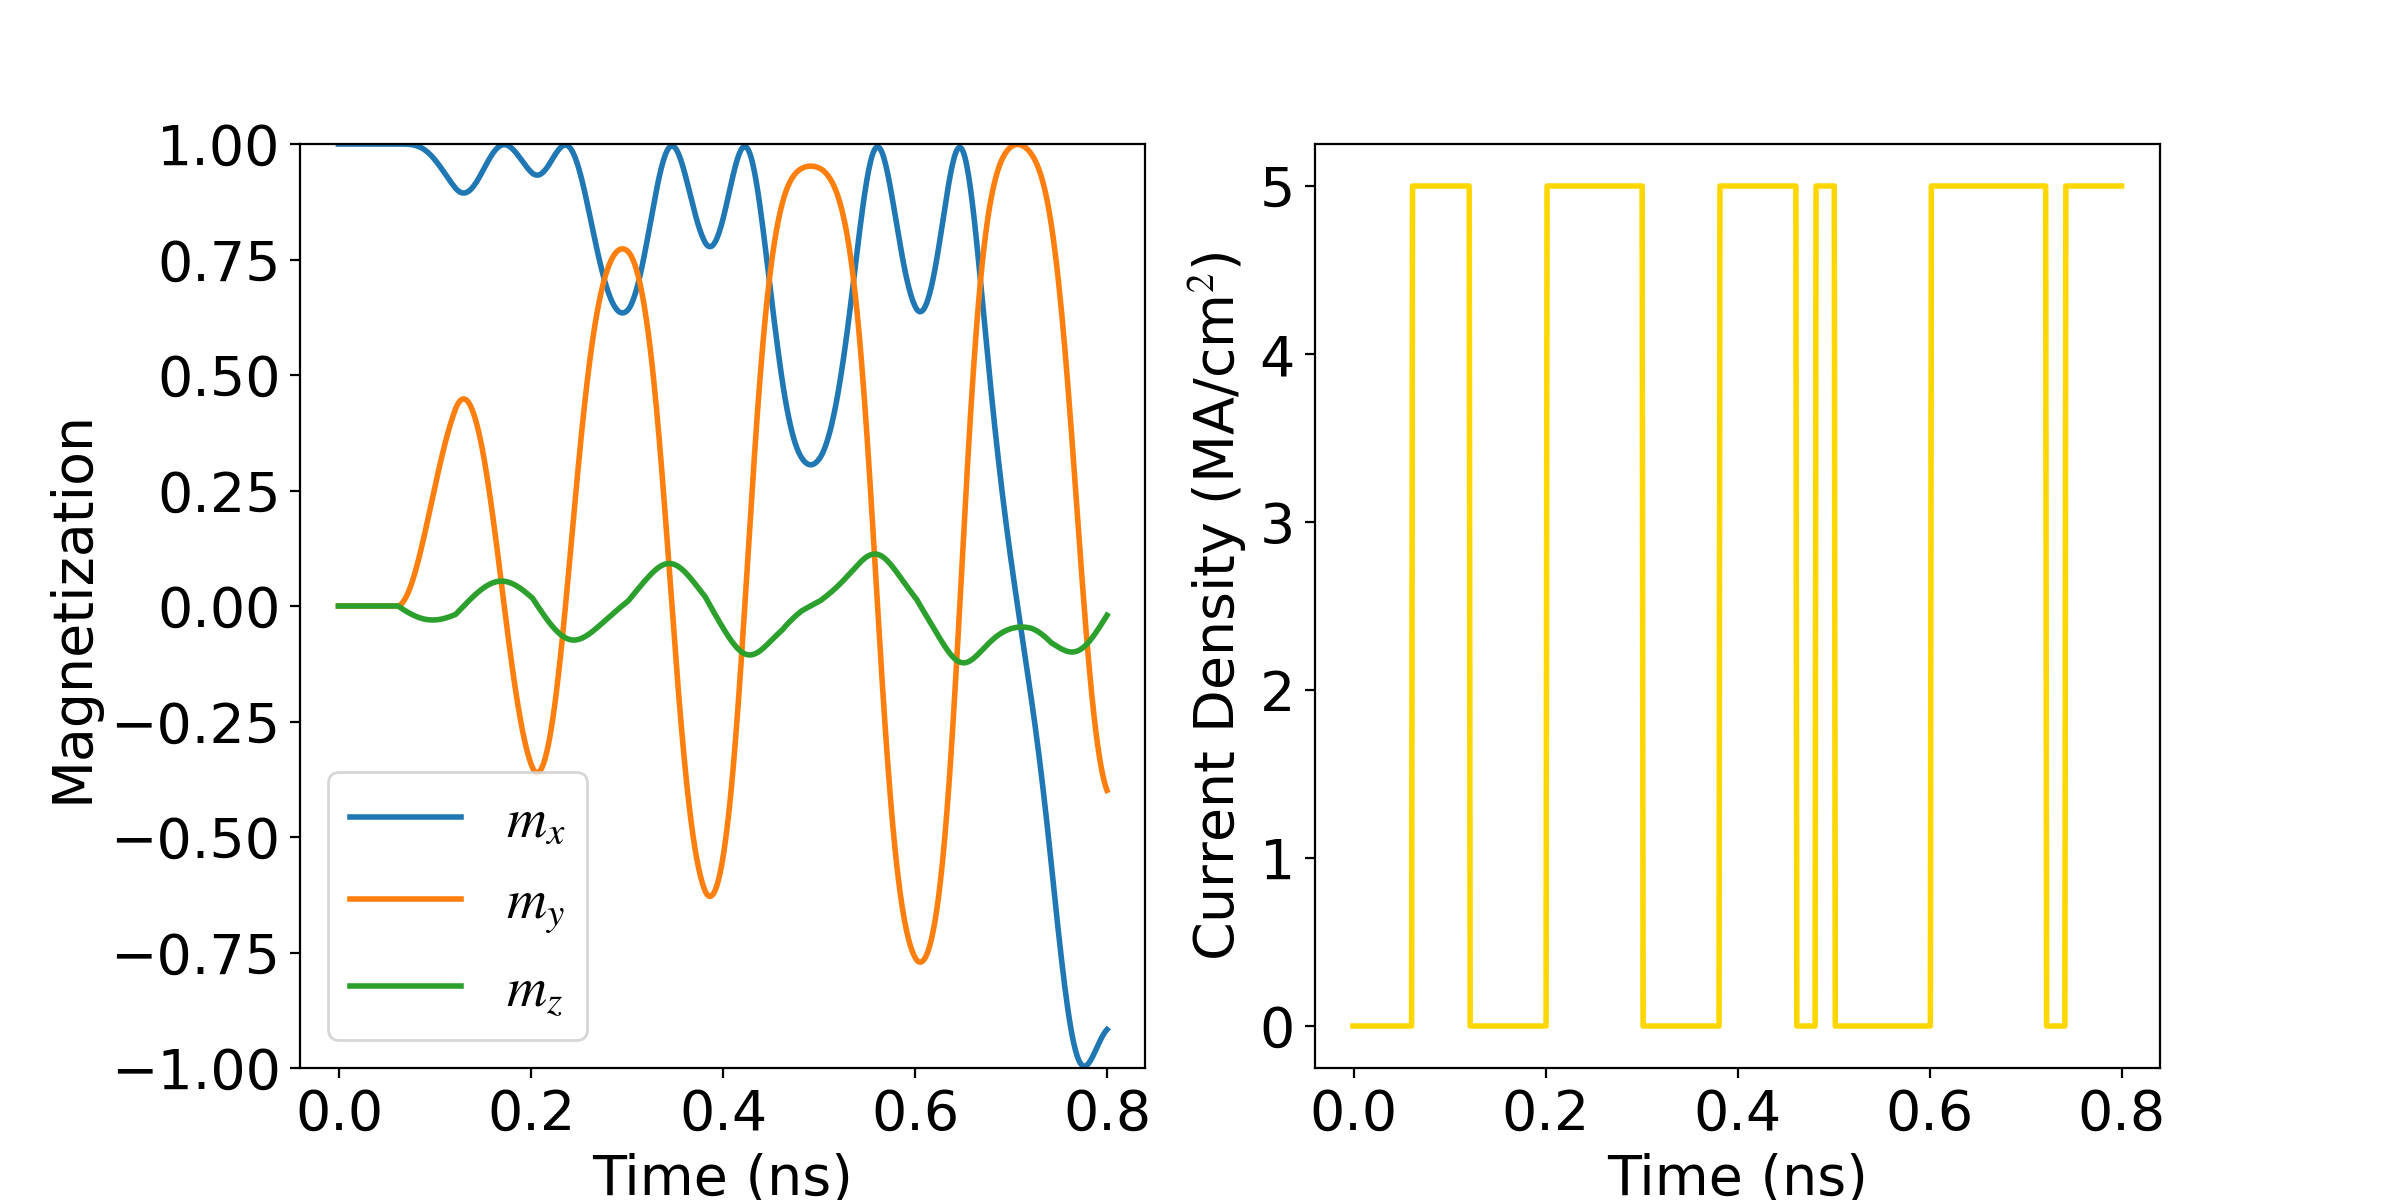 1.00
0.75
0.50
0.25
0.00
−0.25
−0.50
−0.75
−1.00
Magnetization
m_x
m_y
m_z
0.0 0.2 0.4 0.6 0.8
Time (ns)
5
4
3
2
1
0
Current Density (MA/cm²)
0.0 0.2 0.4 0.6 0.8
Time (ns)